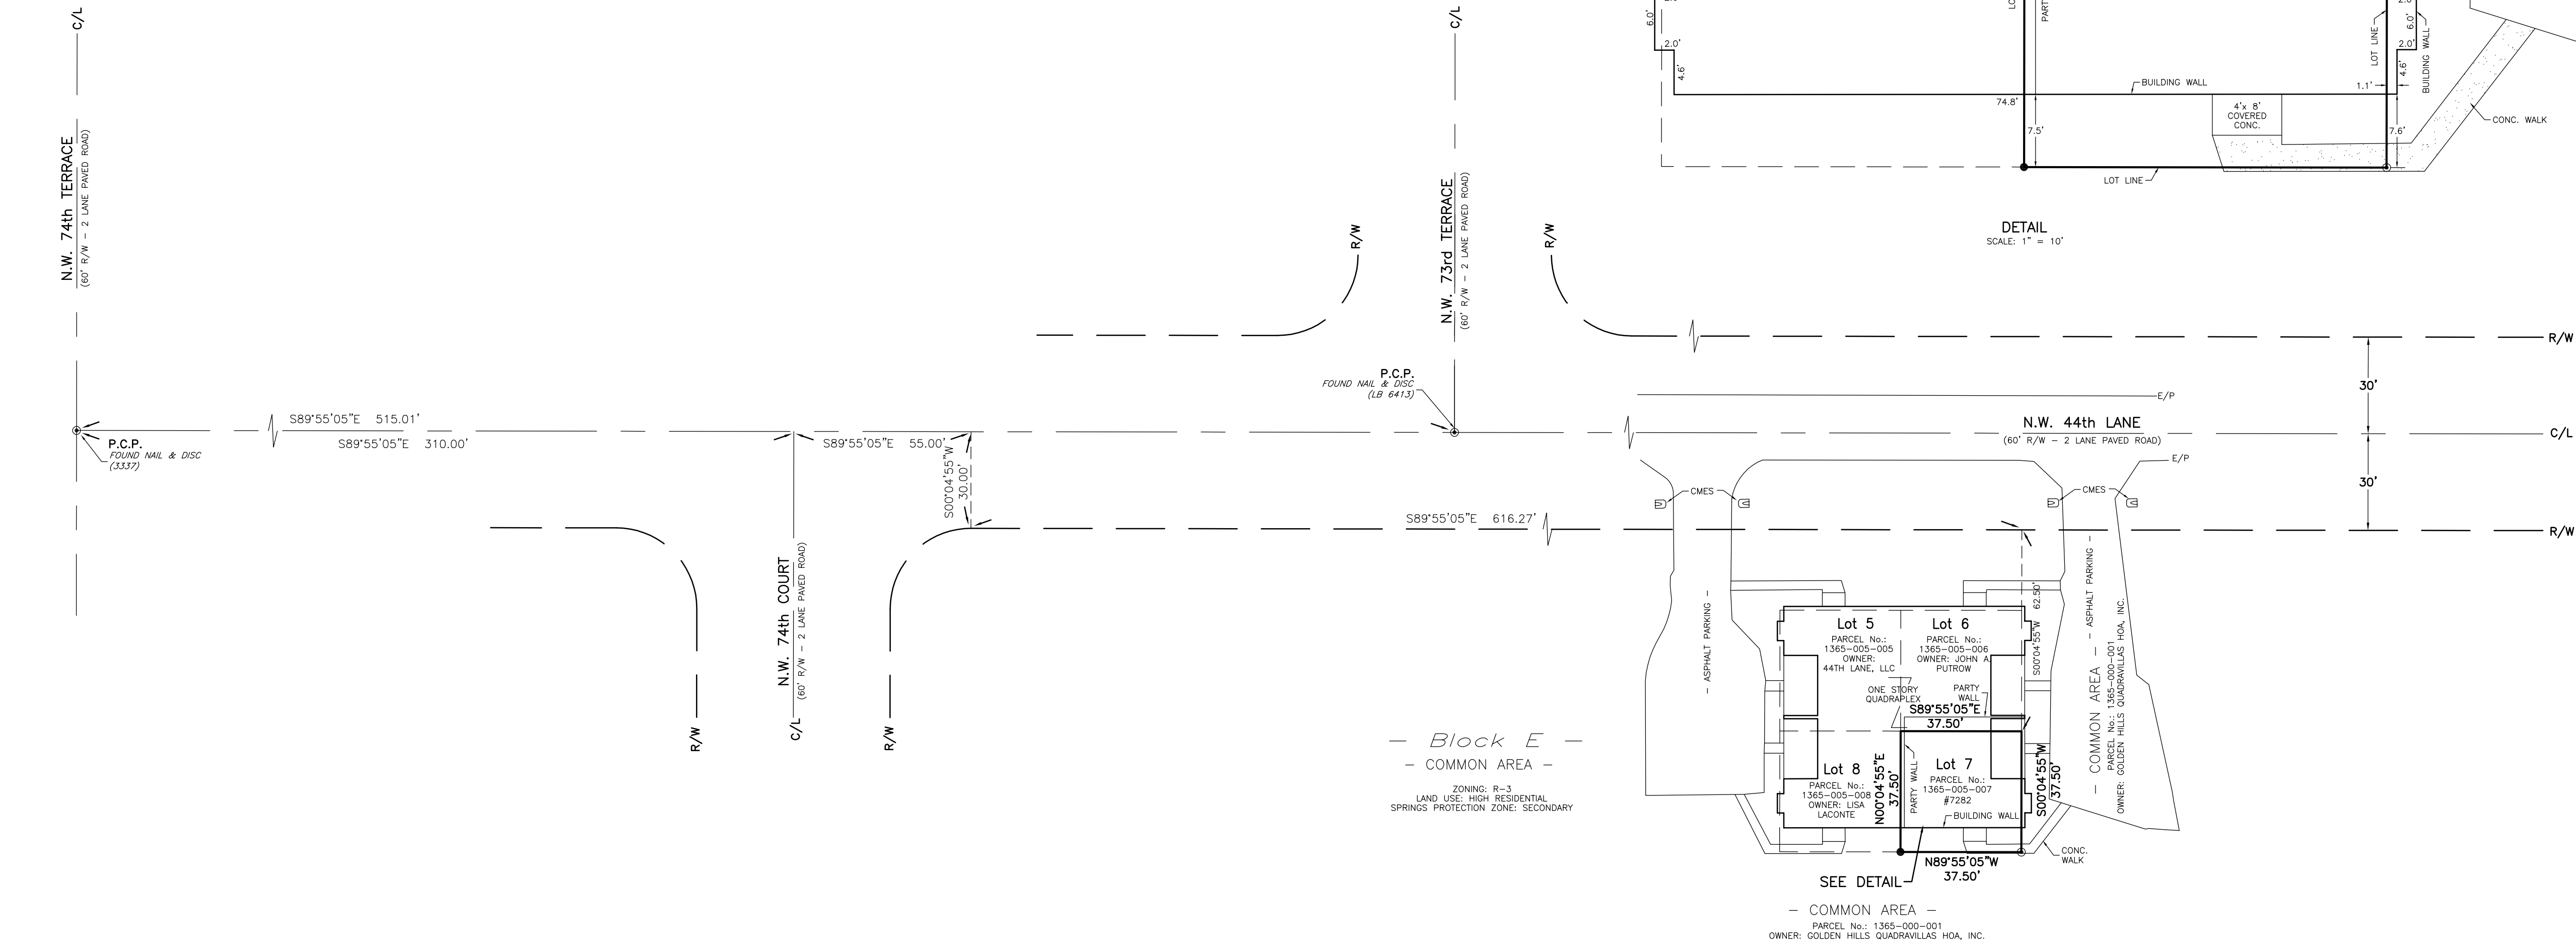 C/L
N.W. 74th TERRACE
(60' R/W - 2 LANE PAVED ROAD)
C/L
N.W. 73rd TERRACE
(60' R/W - 2 LANE PAVED ROAD)
6.0'
2.0'
4.6'
PART
LOT LINE
6.0'
2.0'
4.6'
BUILDING WALL
BUILDING WALL
1.1'
74.8'
7.5'
4'x 8'
COVERED
CONC.
7.6'
CONC. WALK
LOT LINE
DETAIL
SCALE: 1" = 10'
R/W
R/W
R/W
P.C.P.
FOUND NAIL & DISC
(LB 6413)
30'
E/P
S89°55'05"E 515.01'
S89°55'05"E 310.00'
S89°55'05"E 55.00'
N.W. 44th LANE
(60' R/W - 2 LANE PAVED ROAD)
C/L
P.C.P.
FOUND NAIL & DISC
(3337)
S00°04'55"W
30.00'
E/P
30'
CMES
CMES
S89°55'05"E 616.27'
R/W
N.W. 74th COURT
(60' R/W - 2 LANE PAVED ROAD)
R/W
C/L
R/W
- ASPHALT PARKING -
- ASPHALT PARKING -
S00°04'55"W 62.50'
Lot 5
PARCEL No.:
1365-005-005
OWNER:
44TH LANE, LLC
Lot 6
PARCEL No.:
1365-005-006
OWNER: JOHN A.
PUTROW
ONE STORY
QUADRAPLEX
PARTY
WALL
S89°55'05"E
37.50'
- COMMON AREA -
PARCEL No.: 1365-000-001
OWNER: GOLDEN HILLS QUADRAVILLAS HOA, INC.
- Block E -
- COMMON AREA -
ZONING: R-3
LAND USE: HIGH RESIDENTIAL
SPRINGS PROTECTION ZONE: SECONDARY
Lot 8
PARCEL No.:
1365-005-008
OWNER: LISA
LACONTE
N00°04'55"E
37.50'
PARTY WALL
Lot 7
PARCEL No.:
1365-005-007
#7282
BUILDING WALL
S00°04'55"W
37.50'
CONC.
WALK
N89°55'05"W
37.50'
SEE DETAIL
- COMMON AREA -
PARCEL No.: 1365-000-001
OWNER: GOLDEN HILLS QUADRAVILLAS HOA, INC.